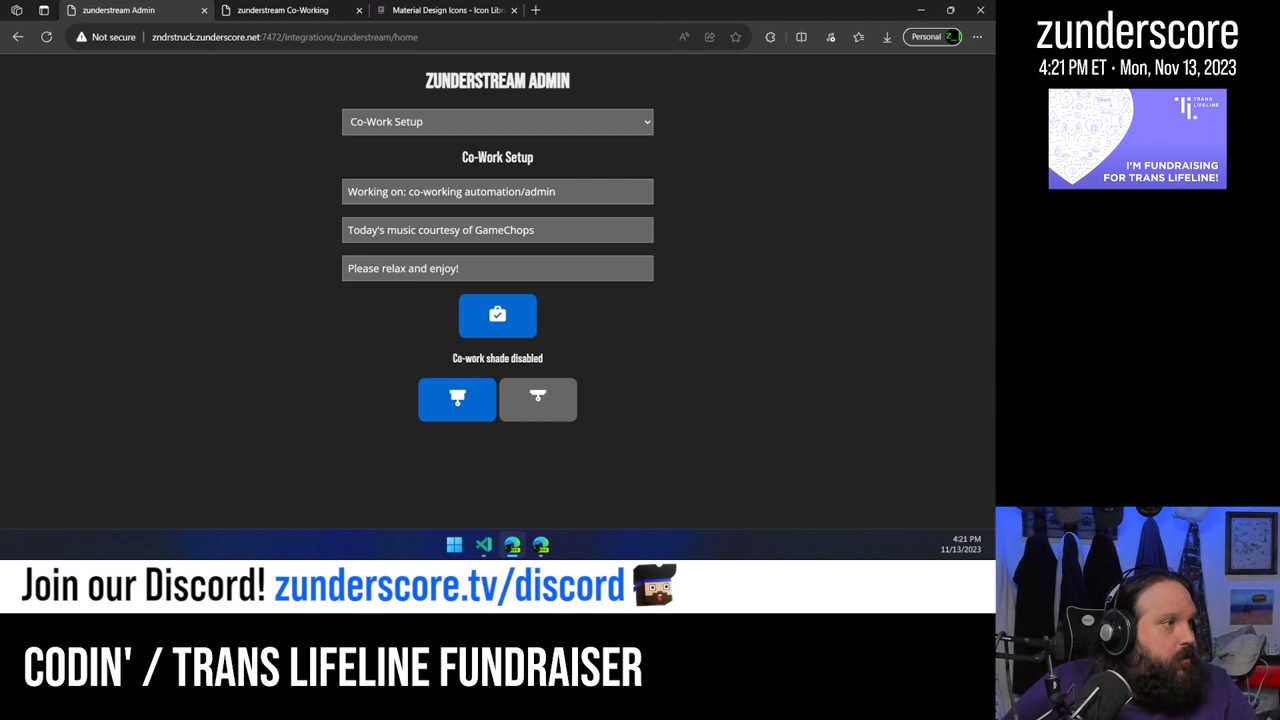 zunderstream Admin
zunderstream Co-Working
Material Design Icons - Icon Libr
Not secure
zndrstruck.zunderscore.net:7472/integrations/zunderstream/home
Personal
ZUNDERSTREAM ADMIN
Co-Work Setup
Co-Work Setup
Working on: co-working automation/admin
Today's music courtesy of GameChops
Please relax and enjoy!
Co-work shade disabled
4:21 PM
11/13/2023
Join our Discord! zunderscore.tv/discord
CODIN' / TRANS LIFELINE FUNDRAISER
zunderscore
4:21 PM ET • Mon, Nov 13, 2023
TRANS
LIFELINE
I'M FUNDRAISING
FOR TRANS LIFELINE!